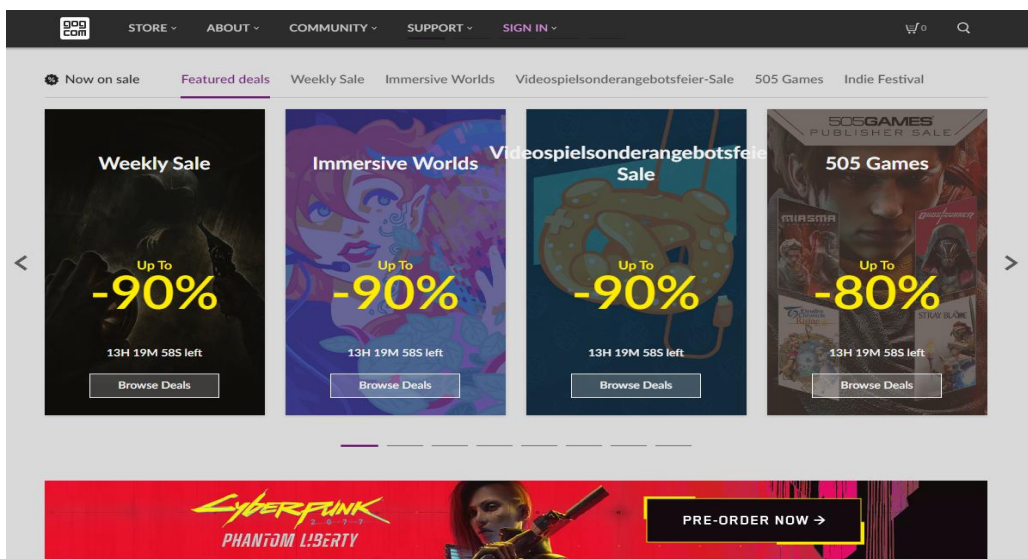 gog
com
STORE
ABOUT
COMMUNITY
SUPPORT
SIGN IN
0
Now on sale
Featured deals
Weekly Sale
Immersive Worlds
Videospielsonderangebotsfeier-Sale
505 Games
Indie Festival
Weekly Sale
Up To
-90%
13H 19M 58S left
Browse Deals
Immersive Worlds
Up To
-90%
13H 19M 58S left
Browse Deals
Videospielsonderangebotsfeie
Sale
Up To
-90%
13H 19M 58S left
Browse Deals
505GAMES
PUBLISHER SALE
505 Games
MIASMA
Ghostrunner
Up To
-80%
STRAY BLADE
13H 19M 58S left
Browse Deals
Cyberpunk
2077
PHANTOM LIBERTY
PRE-ORDER NOW →